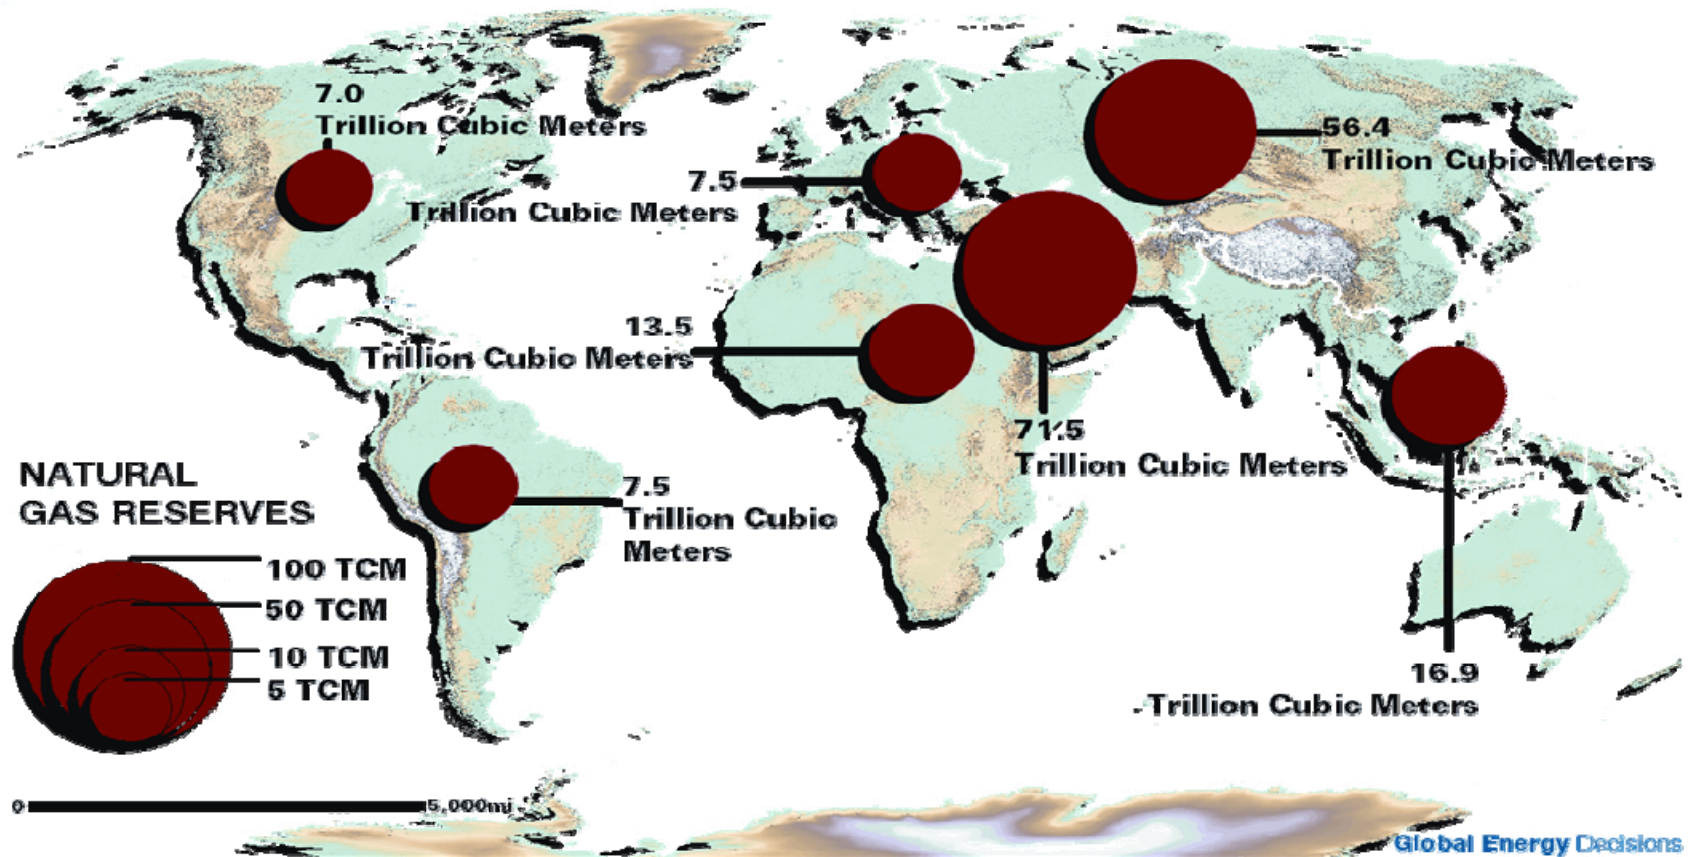 7.0
Trillion Cubic Meters
56.4
Trillion Cubic Meters
7.5
Trillion Cubic Meters
13.5
Trillion Cubic Meters
71.5
Trillion Cubic Meters
NATURAL
GAS RESERVES
7.5
Trillion Cubic
Meters
100 TCM
50 TCM
10 TCM
5 TCM
16.9
Trillion Cubic Meters
0
5,000mi
Global Energy Decisions